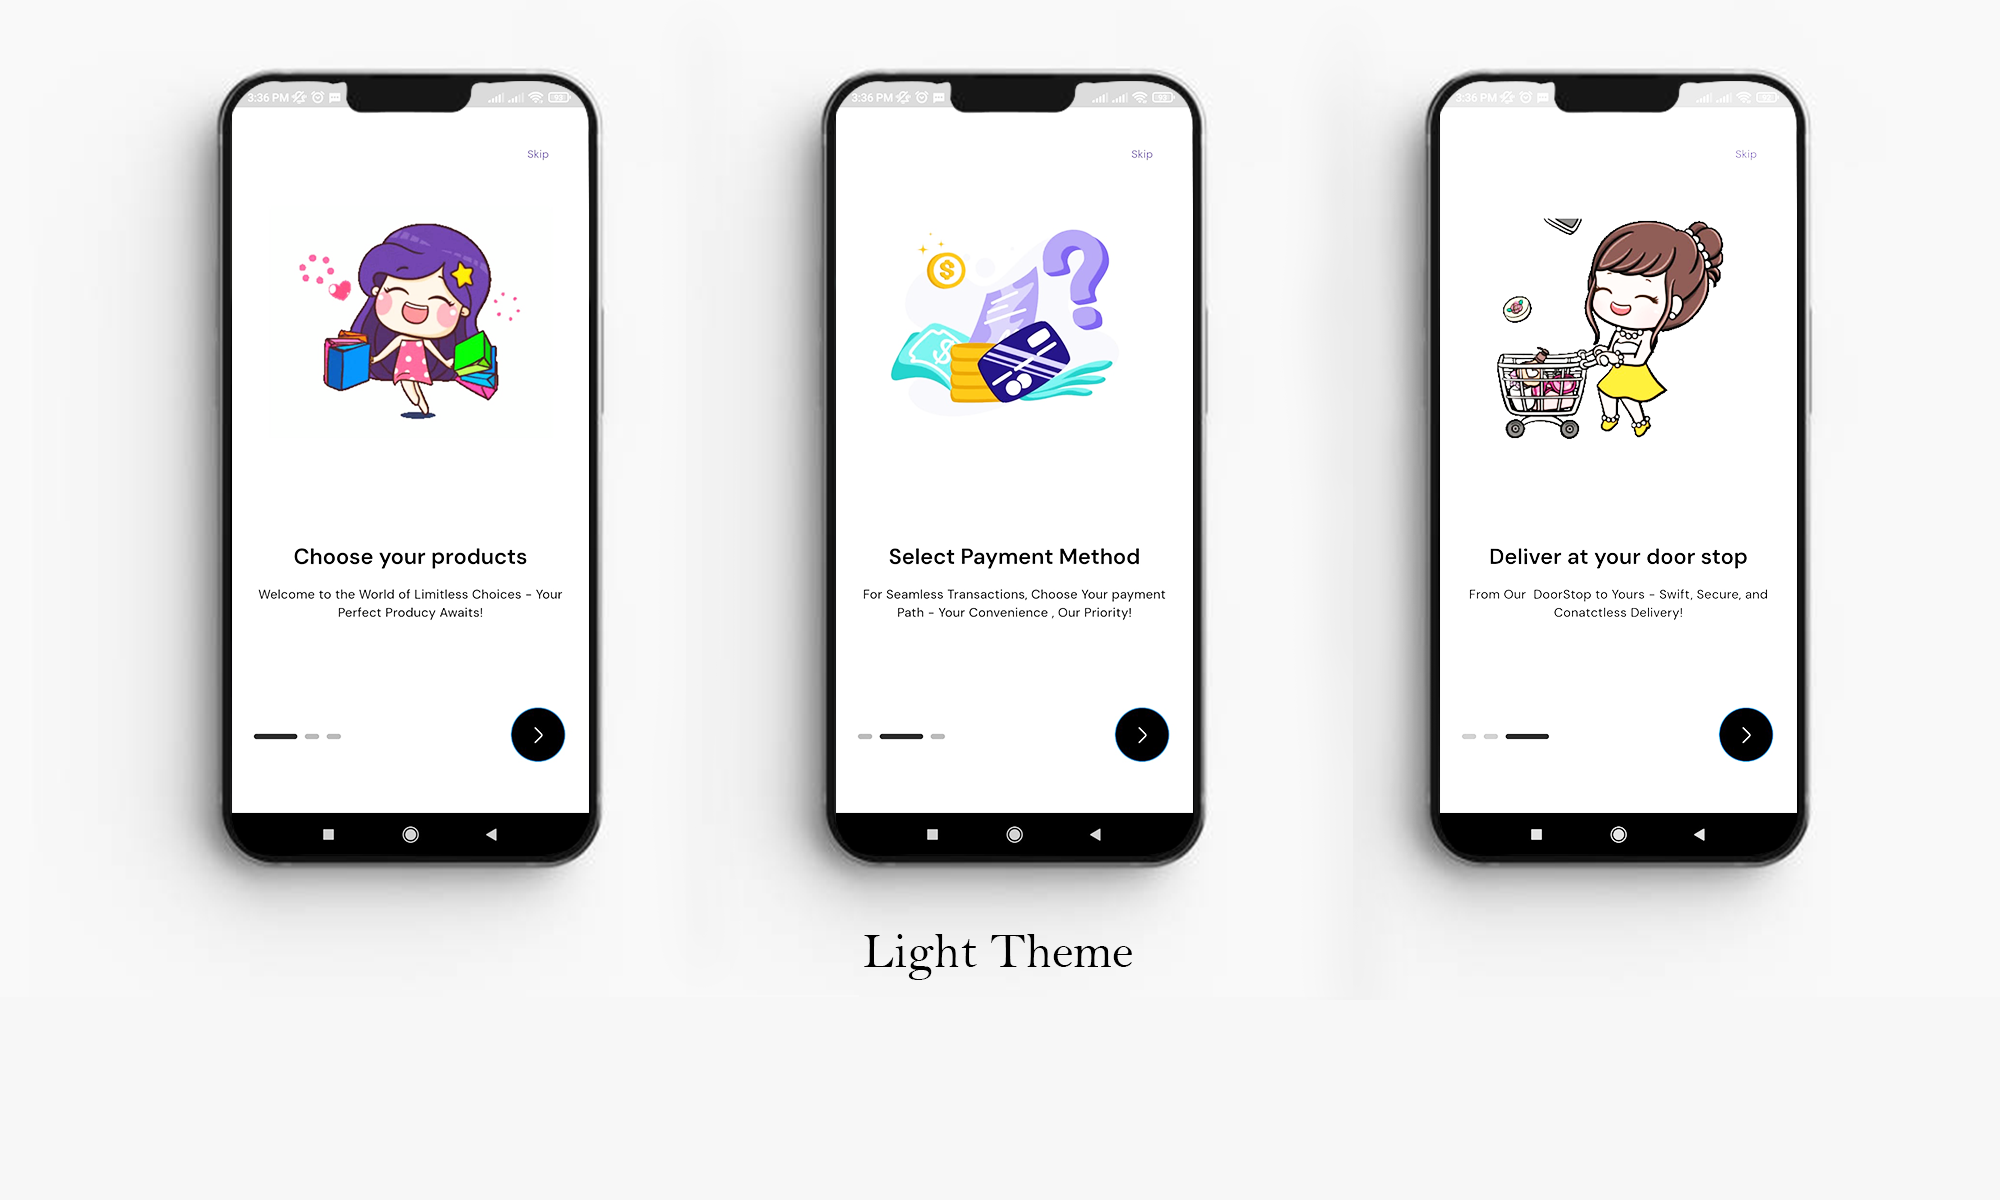 3:36 PM
93
Skip
Choose your products
Welcome to the World of Limitless Choices - Your
Perfect Producy Awaits!
3:36 PM
93
Skip
$
$
?
Select Payment Method
For Seamless Transactions, Choose Your payment
Path - Your Convenience , Our Priority!
3:36 PM
93
Skip
Deliver at your door stop
From Our  DoorStop to Yours - Swift, Secure, and
Conatctless Delivery!
Light Theme